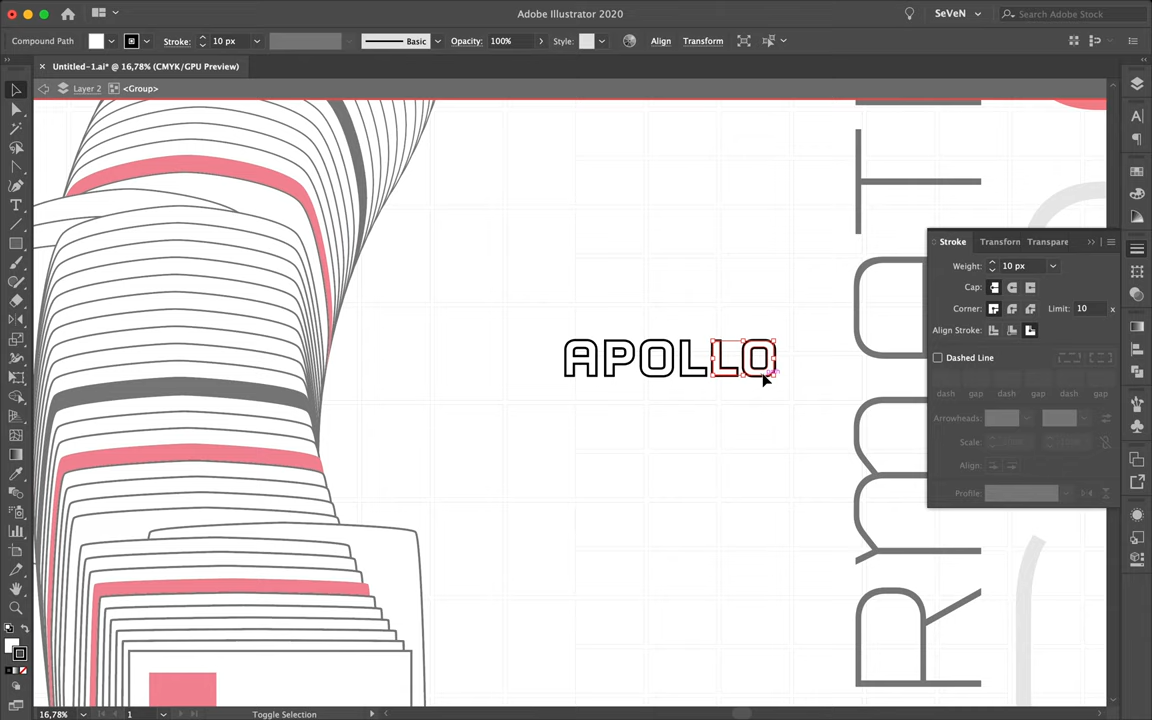 Adobe Illustrator 2020
SeVeN
Search Adobe Stock
Compound Path
Stroke:
10 px
Basic
Opacity:
100%
Style:
Align
Transform
Untitled-1.ai* @ 16,78% (CMYK/GPU Preview)
Layer 2
<Group>
APOLLO
Stroke
Transform
Transpare
Weight:
10 px
Cap:
Corner:
Limit:
10
x
Align Stroke:
Dashed Line
dash
gap
dash
gap
dash
gap
Arrowheads:
Scale:
Align:
Profile:
16,78%
1
Toggle Selection